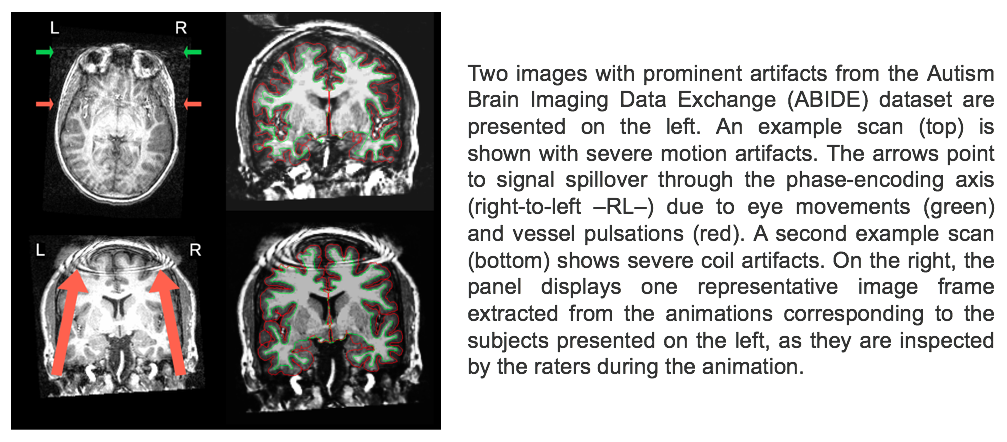 L R
L R
Two images with prominent artifacts from the Autism
Brain Imaging Data Exchange (ABIDE) dataset are
presented on the left. An example scan (top) is
shown with severe motion artifacts. The arrows point
to signal spillover through the phase-encoding axis
(right-to-left –RL–) due to eye movements (green)
and vessel pulsations (red). A second example scan
(bottom) shows severe coil artifacts. On the right, the
panel displays one representative image frame
extracted from the animations corresponding to the
subjects presented on the left, as they are inspected
by the raters during the animation.